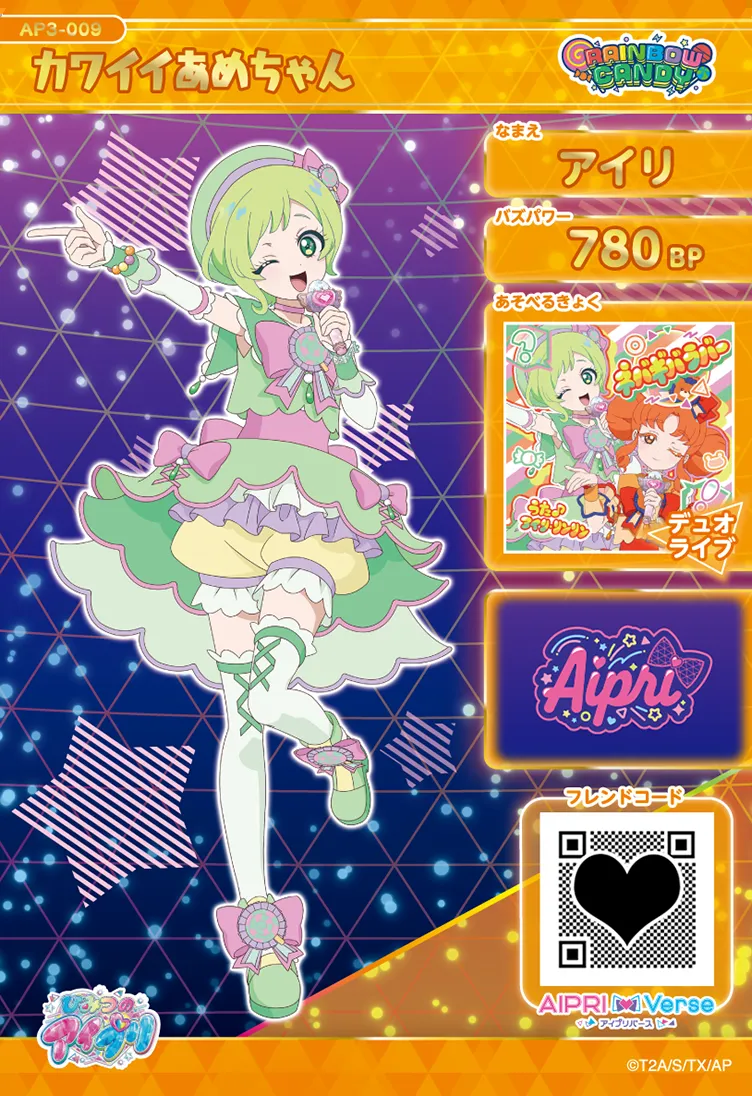 AP3-009
カワイイあめちゃん
RAINBOW
CANDY
なまえ
アイリ
バズパワー
780 BP
あそべるきょく
ネバギバラバー
うた♪
アイリ・リンリン
デュオ
ライブ
Aipri
フレンドコード
AIPRI Verse
アイプリバース
ひみつの
アイプリ
©T2A/S/TX/AP